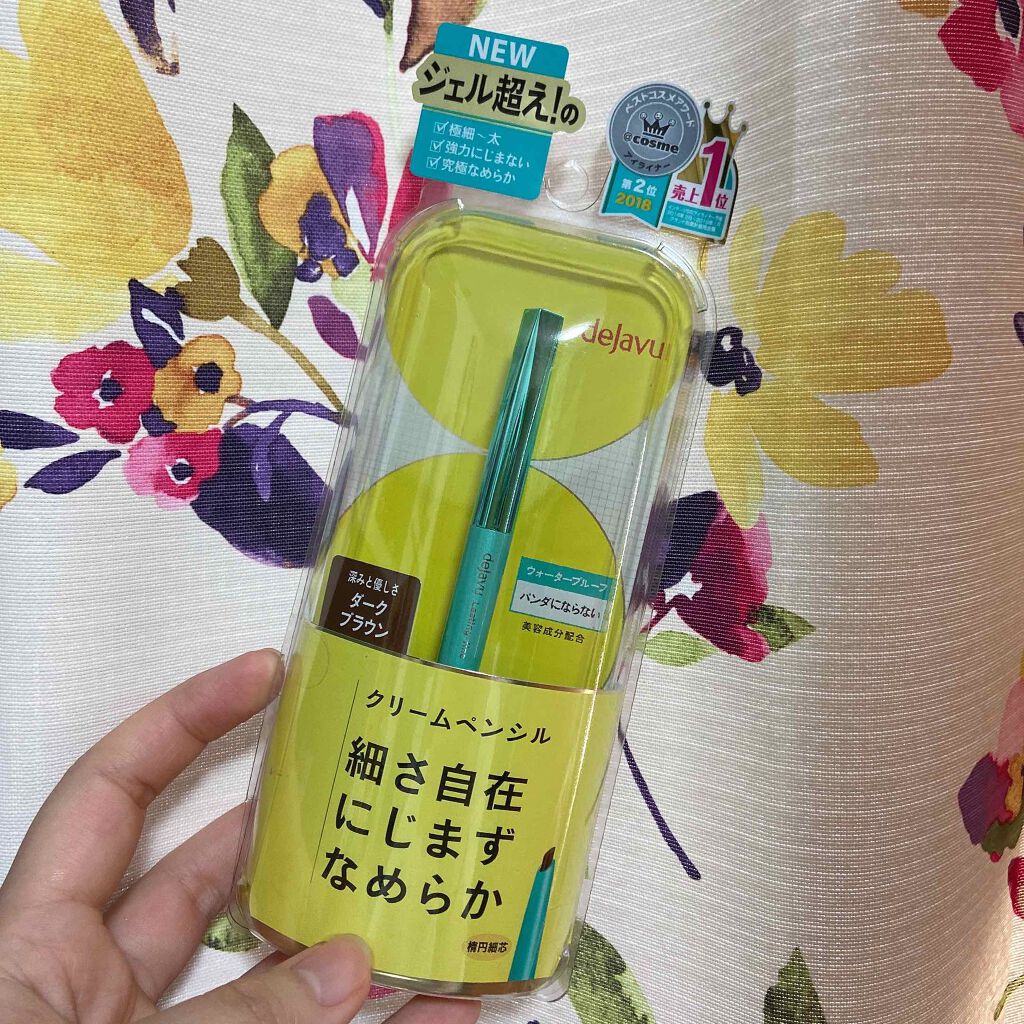 NEW
ジェル超え!の
極細~太
強力にじまない
究極なめらか
ベストコスメアワード
@cosme
アイライナー
第2位
2018
売上1位
dejavu
dejavu
深みと優しさ
ダーク
ブラウン
ウォータープルーフ
パンダにならない
美容成分配合
クリームペンシル
細さ自在
にじまず
なめらか
楕円細芯